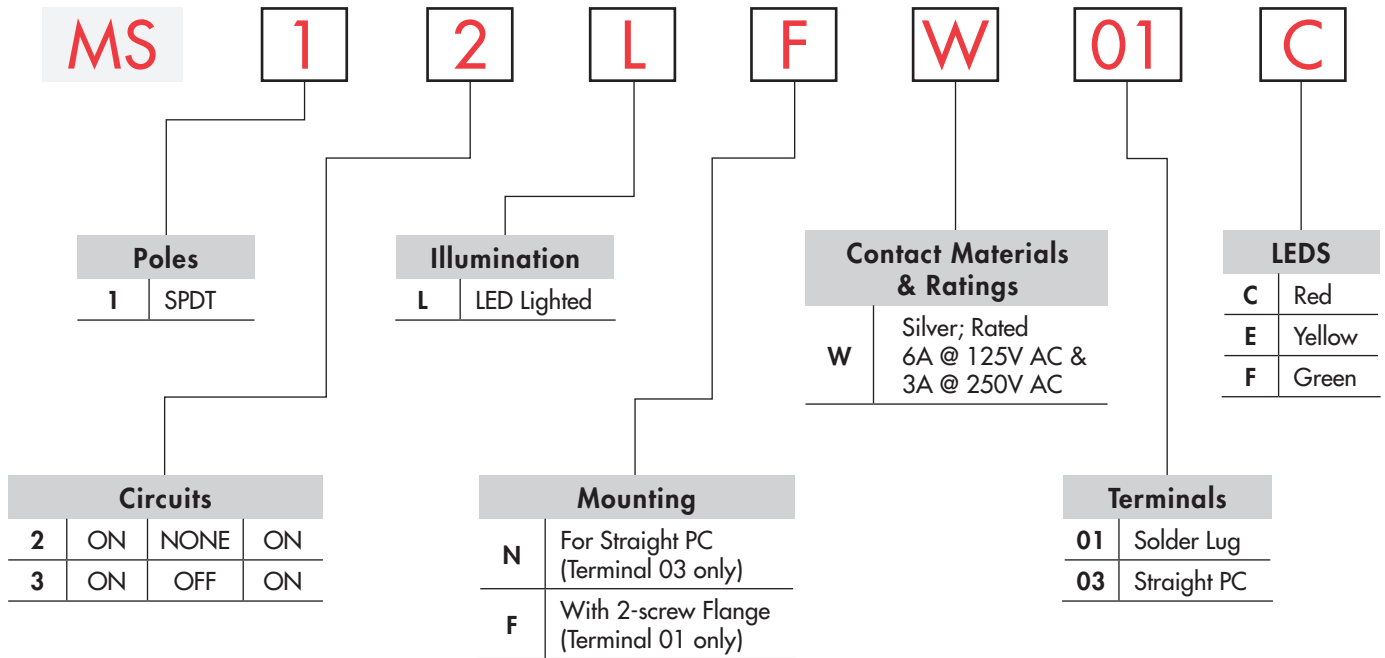 MS 1 2 L F W 01 C
Poles
1 SPDT
Illumination
L LED Lighted
Contact Materials
& Ratings
W Silver; Rated
6A @ 125V AC &
3A @ 250V AC
LEDS
C Red
E Yellow
F Green
Circuits
2 ON NONE ON
3 ON OFF ON
Mounting
N For Straight PC
(Terminal 03 only)
F With 2-screw Flange
(Terminal 01 only)
Terminals
01 Solder Lug
03 Straight PC